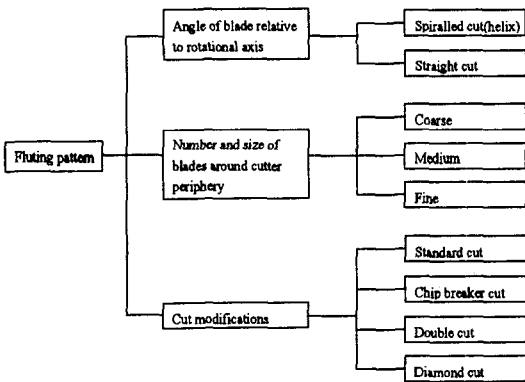 Fluting pattern
Angle of blade relative
to rotational axis
Spiralled cut(helix)
Straight cut
Number and size of
blades around cutter
periphery
Coarse
Medium
Fine
Cut modifications
Standard cut
Chip breaker cut
Double cut
Diamond cut